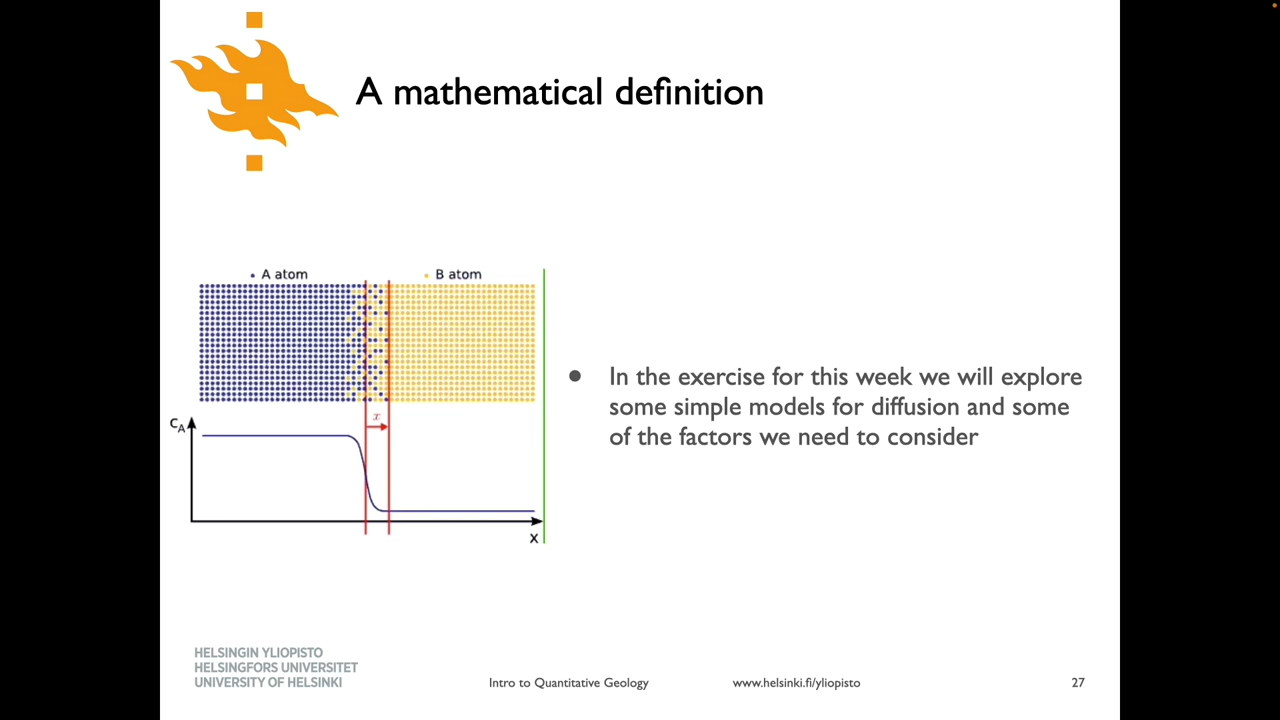 A mathematical definition
A atom
B atom
x
C_A
X
• In the exercise for this week we will explore
some simple models for diffusion and some
of the factors we need to consider
HELSINGIN YLIOPISTO
HELSINGFORS UNIVERSITET
UNIVERSITY OF HELSINKI
Intro to Quantitative Geology
www.helsinki.fi/yliopisto
27